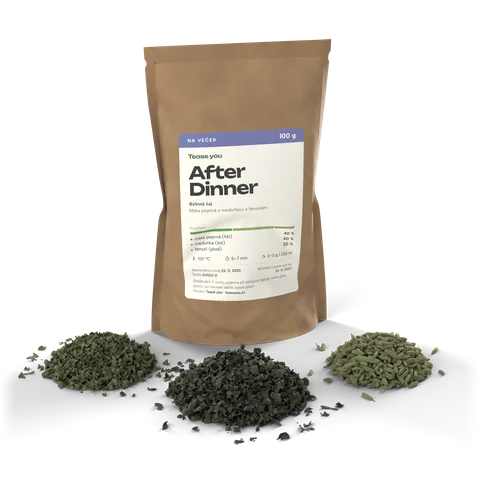 NA VEČER 100 g
Tease you
After
Dinner
Bylinný čaj
Máta peprná s meduňkou a fenyklem.
+ máta peprná (list) 40 %
+ meduňka (list) 40 %
+ fenykl (plod) 20 %
100 °C 5–7 min 2–3 g / 250 ml